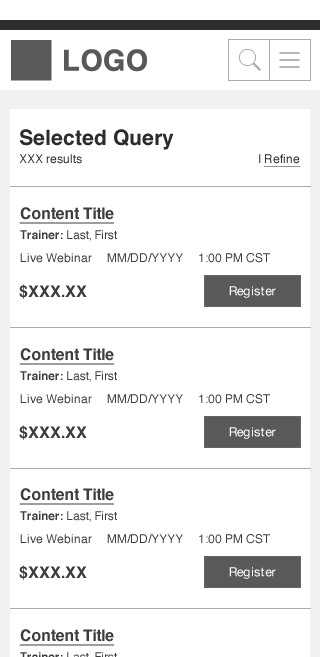 LOGO
Selected Query
XXX results | Refine
Content Title
Trainer: Last, First
Live Webinar MM/DD/YYYY 1:00 PM CST
$XXX.XX Register
Content Title
Trainer: Last, First
Live Webinar MM/DD/YYYY 1:00 PM CST
$XXX.XX Register
Content Title
Trainer: Last, First
Live Webinar MM/DD/YYYY 1:00 PM CST
$XXX.XX Register
Content Title
Trainer: Last, First